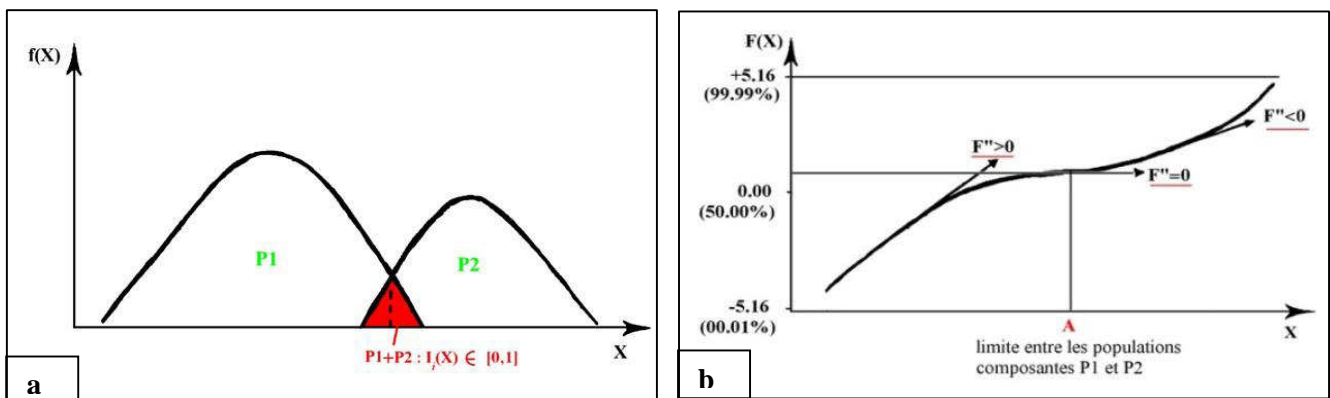 f(X)
P1
P2
X
P1+P2 : I_i(X) ∈ [0,1]
a
F(X)
+5.16
(99.99%)
F"<0
F">0
F"=0
0.00
(50.00%)
-5.16
(00.01%)
A
X
limite entre les populations
composantes P1 et P2
b